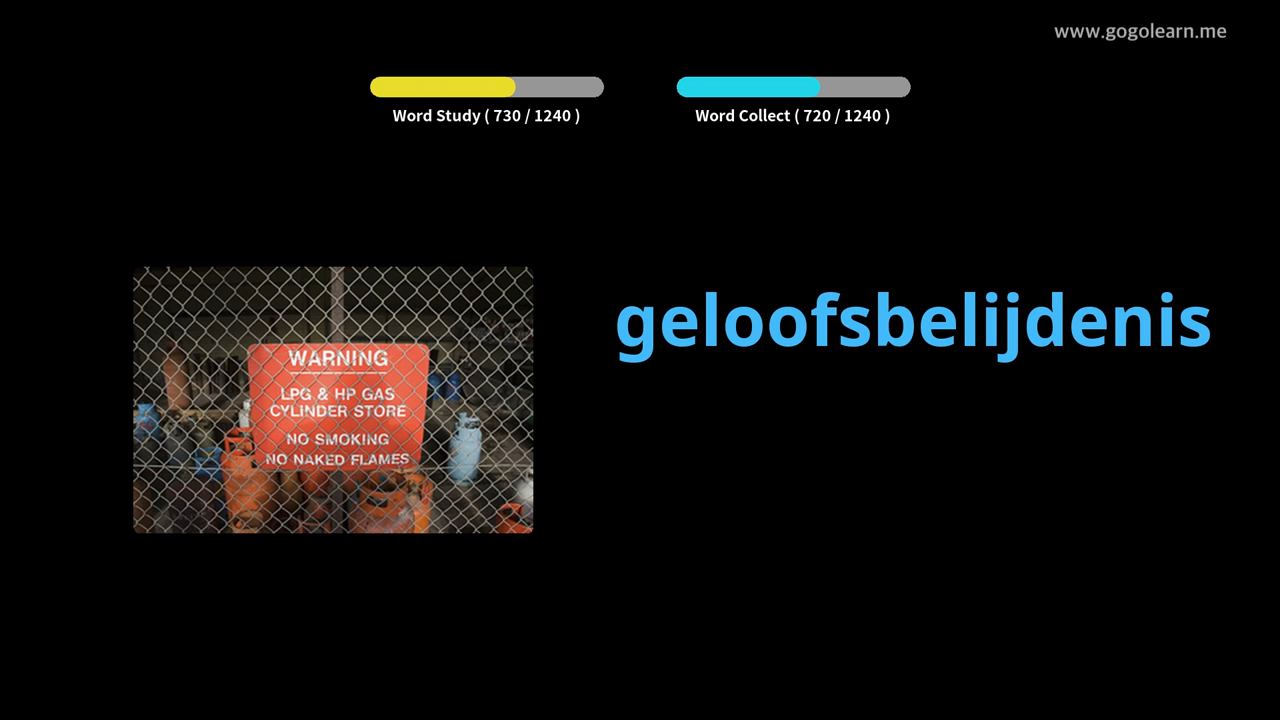 www.gogolearn.me
Word Study ( 730 / 1240 )
Word Collect ( 720 / 1240 )
geloofsbelijdenis
WARNING
LPG & HP GAS
CYLINDER STORE
NO SMOKING
NO NAKED FLAMES